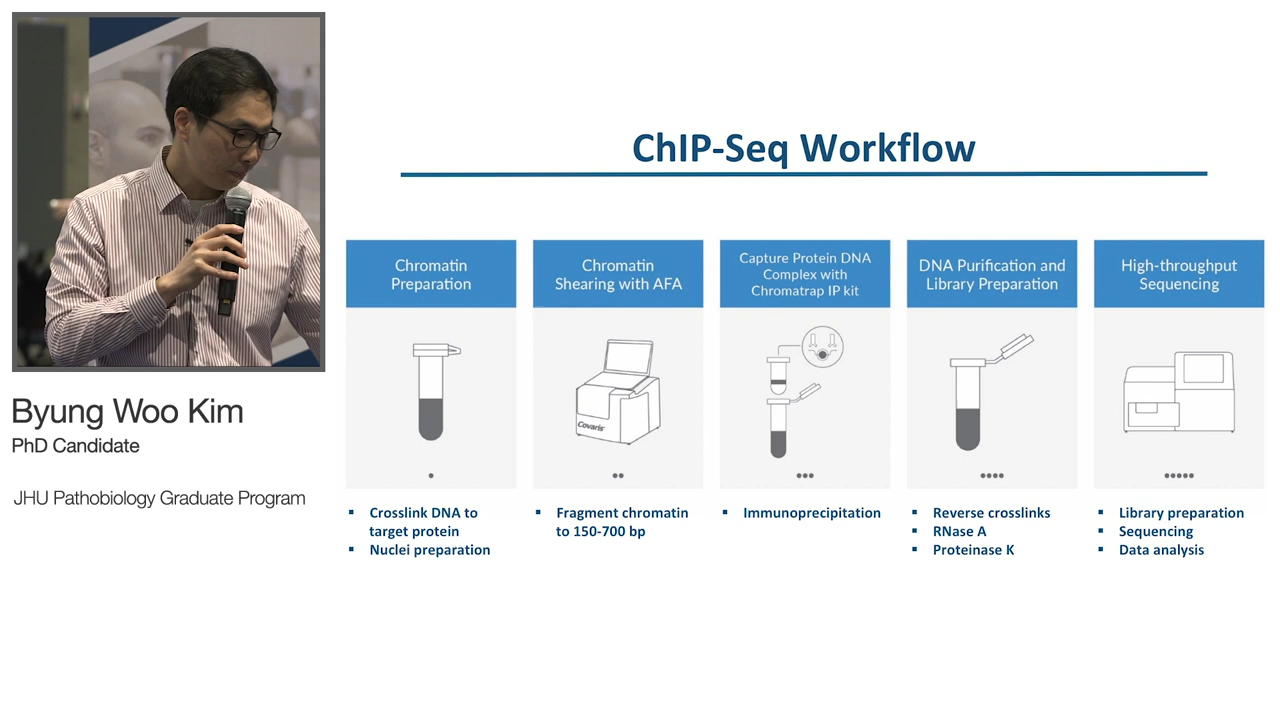 Byung Woo Kim
PhD Candidate
JHU Pathobiology Graduate Program
ChIP-Seq Workflow
Chromatin
Preparation
▪ Crosslink DNA to
target protein
▪ Nuclei preparation
Chromatin
Shearing with AFA
Covaris
▪ Fragment chromatin
to 150-700 bp
Capture Protein DNA
Complex with
Chromatrap IP kit
▪ Immunoprecipitation
DNA Purification and
Library Preparation
▪ Reverse crosslinks
▪ RNase A
▪ Proteinase K
High-throughput
Sequencing
▪ Library preparation
▪ Sequencing
▪ Data analysis